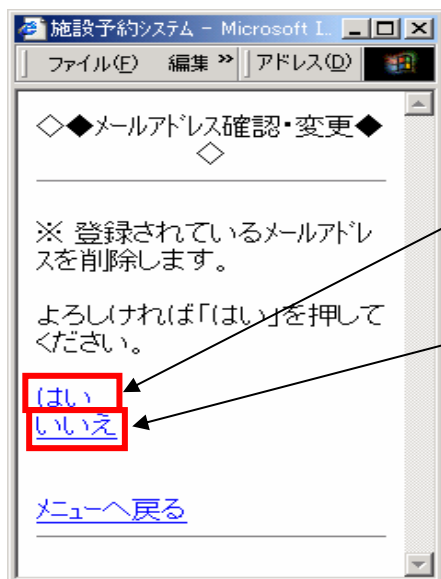 施設予約システム - Microsoft I...
ファイル(F) 編集 » アドレス(D)
◇◆メールアドレス確認・変更◆
◇
※ 登録されているメールアドレ
スを削除します。
よろしければ「はい」を押して
ください。
はい
いいえ
メニューへ戻る